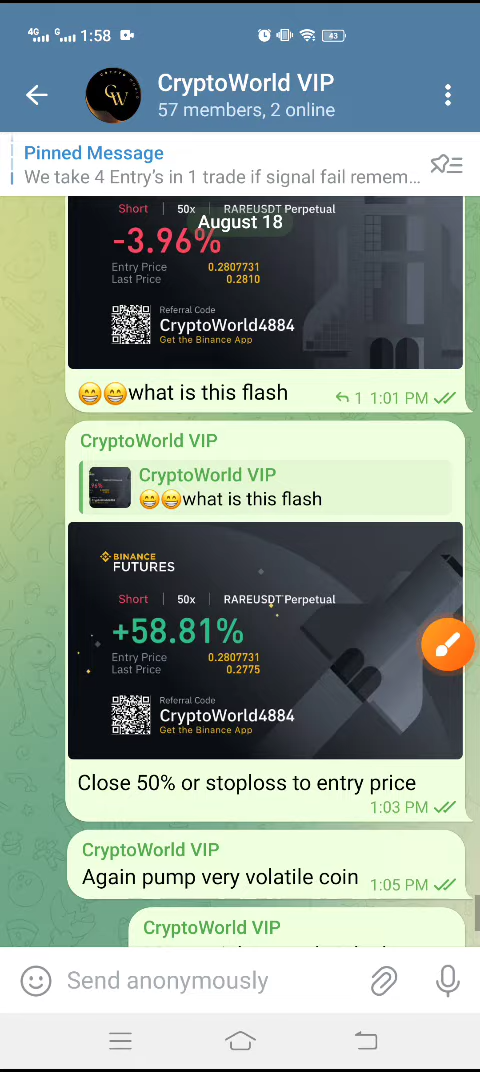 4G G 1:58 43
CryptoWorld VIP
57 members, 2 online
Pinned Message
We take 4 Entry's in 1 trade if signal fail remem...
Short | 50x | RAREUSDT Perpetual
August 18
-3.96%
Entry Price 0.2807731
Last Price 0.2810
Referral Code
CryptoWorld4884
Get the Binance App
😁😁what is this flash
1 1:01 PM
CryptoWorld VIP
CryptoWorld VIP
😁😁what is this flash
BINANCE
FUTURES
Short | 50x | RAREUSDT Perpetual
+58.81%
Entry Price 0.2807731
Last Price 0.2775
Referral Code
CryptoWorld4884
Get the Binance App
Close 50% or stoploss to entry price
1:03 PM
CryptoWorld VIP
Again pump very volatile coin 1:05 PM
CryptoWorld VIP
Send anonymously